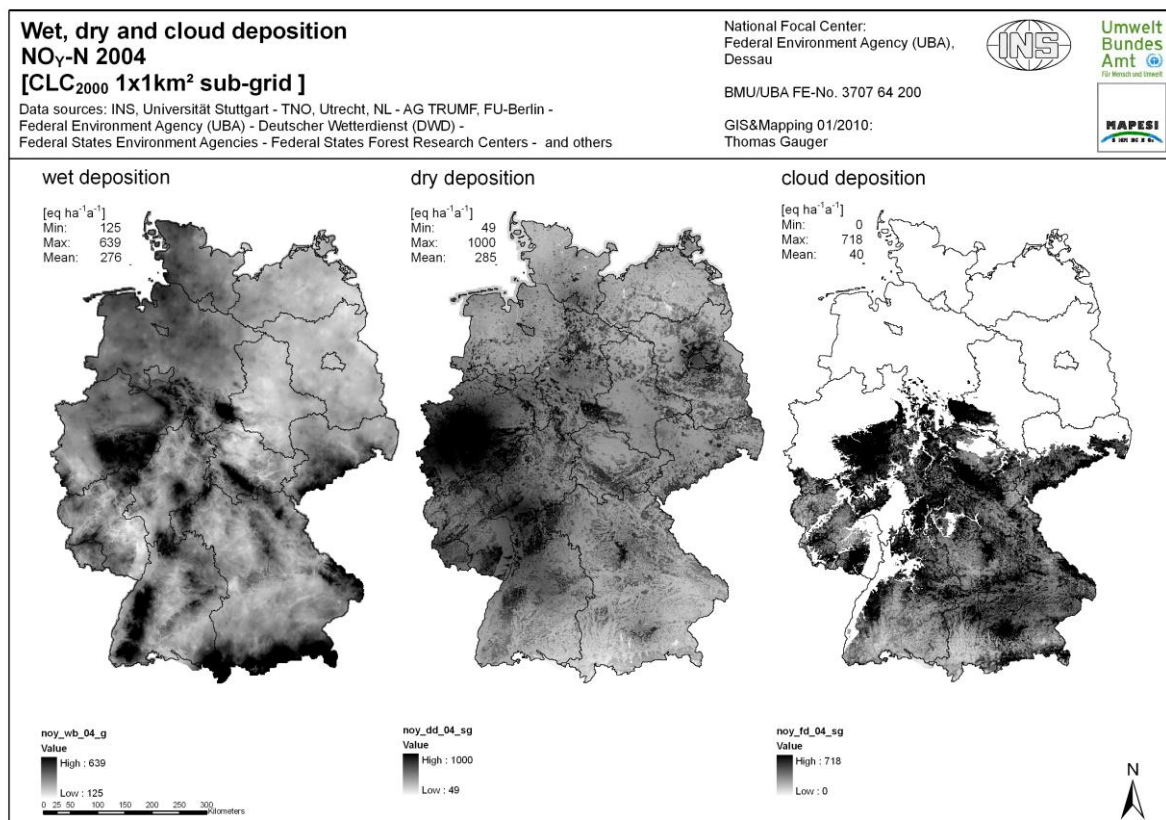 Wet, dry and cloud deposition
NOY-N 2004
[CLC2000 1x1km² sub-grid ]
Data sources: INS, Universität Stuttgart - TNO, Utrecht, NL - AG TRUMF, FU-Berlin -
Federal Environment Agency (UBA) - Deutscher Wetterdienst (DWD) -
Federal States Environment Agencies - Federal States Forest Research Centers - and others
National Focal Center:
Federal Environment Agency (UBA),
Dessau
BMU/UBA FE-No. 3707 64 200
GIS&Mapping 01/2010:
Thomas Gauger
INS
Umwelt
Bundes
Amt
Für Mensch und Umwelt
MAPESI
wet deposition
[eq ha-1a-1]
Min: 125
Max: 639
Mean: 276
dry deposition
[eq ha-1a-1]
Min: 49
Max: 1000
Mean: 285
cloud deposition
[eq ha-1a-1]
Min: 0
Max: 718
Mean: 40
noy_wb_04_g
Value
High : 639
Low : 125
0 25 50 100 150 200 250 300
Kilometers
noy_dd_04_sg
Value
High : 1000
Low : 49
noy_fd_04_sg
Value
High : 718
Low : 0
N